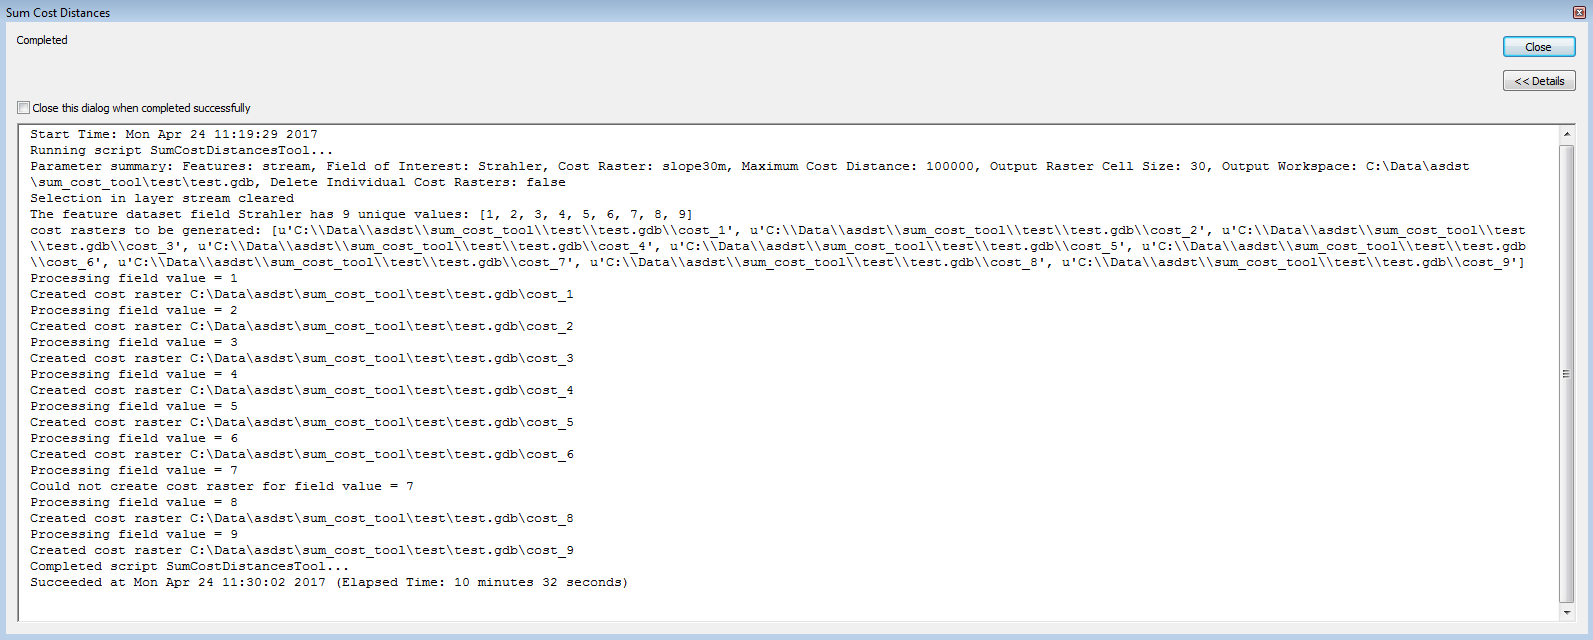 Sum Cost Distances
Completed
Close
<< Details
Close this dialog when completed successfully
Start Time: Mon Apr 24 11:19:29 2017
Running script SumCostDistancesTool...
Parameter summary: Features: stream, Field of Interest: Strahler, Cost Raster: slope30m, Maximum Cost Distance: 100000, Output Raster Cell Size: 30, Output Workspace: C:\Data\asdst
\sum_cost_tool\test\test.gdb, Delete Individual Cost Rasters: false
Selection in layer stream cleared
The feature dataset field Strahler has 9 unique values: [1, 2, 3, 4, 5, 6, 7, 8, 9]
cost rasters to be generated: [u'C:\\Data\\asdst\\sum_cost_tool\\test\\test.gdb\\cost_1', u'C:\\Data\\asdst\\sum_cost_tool\\test\\test.gdb\\cost_2', u'C:\\Data\\asdst\\sum_cost_tool\\test
\\test.gdb\\cost_3', u'C:\\Data\\asdst\\sum_cost_tool\\test\\test.gdb\\cost_4', u'C:\\Data\\asdst\\sum_cost_tool\\test\\test.gdb\\cost_5', u'C:\\Data\\asdst\\sum_cost_tool\\test\\test.gdb
\\cost_6', u'C:\\Data\\asdst\\sum_cost_tool\\test\\test.gdb\\cost_7', u'C:\\Data\\asdst\\sum_cost_tool\\test\\test.gdb\\cost_8', u'C:\\Data\\asdst\\sum_cost_tool\\test\\test.gdb\\cost_9']
Processing field value = 1
Created cost raster C:\Data\asdst\sum_cost_tool\test\test.gdb\cost_1
Processing field value = 2
Created cost raster C:\Data\asdst\sum_cost_tool\test\test.gdb\cost_2
Processing field value = 3
Created cost raster C:\Data\asdst\sum_cost_tool\test\test.gdb\cost_3
Processing field value = 4
Created cost raster C:\Data\asdst\sum_cost_tool\test\test.gdb\cost_4
Processing field value = 5
Created cost raster C:\Data\asdst\sum_cost_tool\test\test.gdb\cost_5
Processing field value = 6
Created cost raster C:\Data\asdst\sum_cost_tool\test\test.gdb\cost_6
Processing field value = 7
Could not create cost raster for field value = 7
Processing field value = 8
Created cost raster C:\Data\asdst\sum_cost_tool\test\test.gdb\cost_8
Processing field value = 9
Created cost raster C:\Data\asdst\sum_cost_tool\test\test.gdb\cost_9
Completed script SumCostDistancesTool...
Succeeded at Mon Apr 24 11:30:02 2017 (Elapsed Time: 10 minutes 32 seconds)